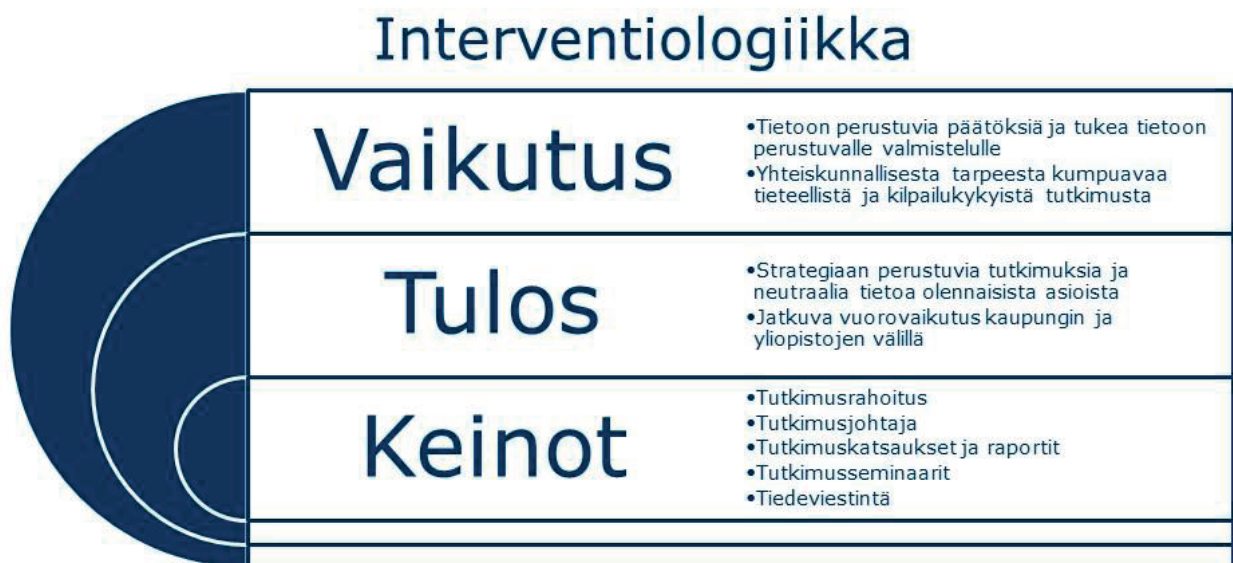 Interventiologiikka
Vaikutus
•Tietoon perustuvia päätöksiä ja tukea tietoon
perustuvalle valmistelulle
•Yhteiskunnallisesta tarpeesta kumpuavaa
tieteellistä ja kilpailukykyistä tutkimusta
Tulos
•Strategiaan perustuvia tutkimuksia ja
neutraalia tietoa olennaisista asioista
•Jatkuva vuorovaikutus kaupungin ja
yliopistojen välillä
Keinot
•Tutkimusrahoitus
•Tutkimusjohtaja
•Tutkimuskatsaukset ja raportit
•Tutkimusseminaarit
•Tiedeviestintä